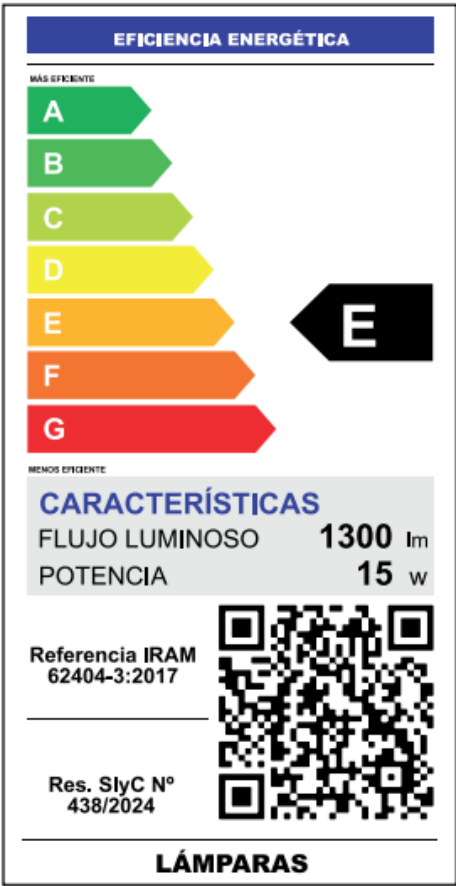 EFICIENCIA ENERGÉTICA
MÁS EFICIENTE
A
B
C
D
E
E
F
G
MENOS EFICIENTE
CARACTERÍSTICAS
FLUJO LUMINOSO 1300 lm
POTENCIA 15 w
Referencia IRAM
62404-3:2017
Res. SIyC Nº
438/2024
LÁMPARAS